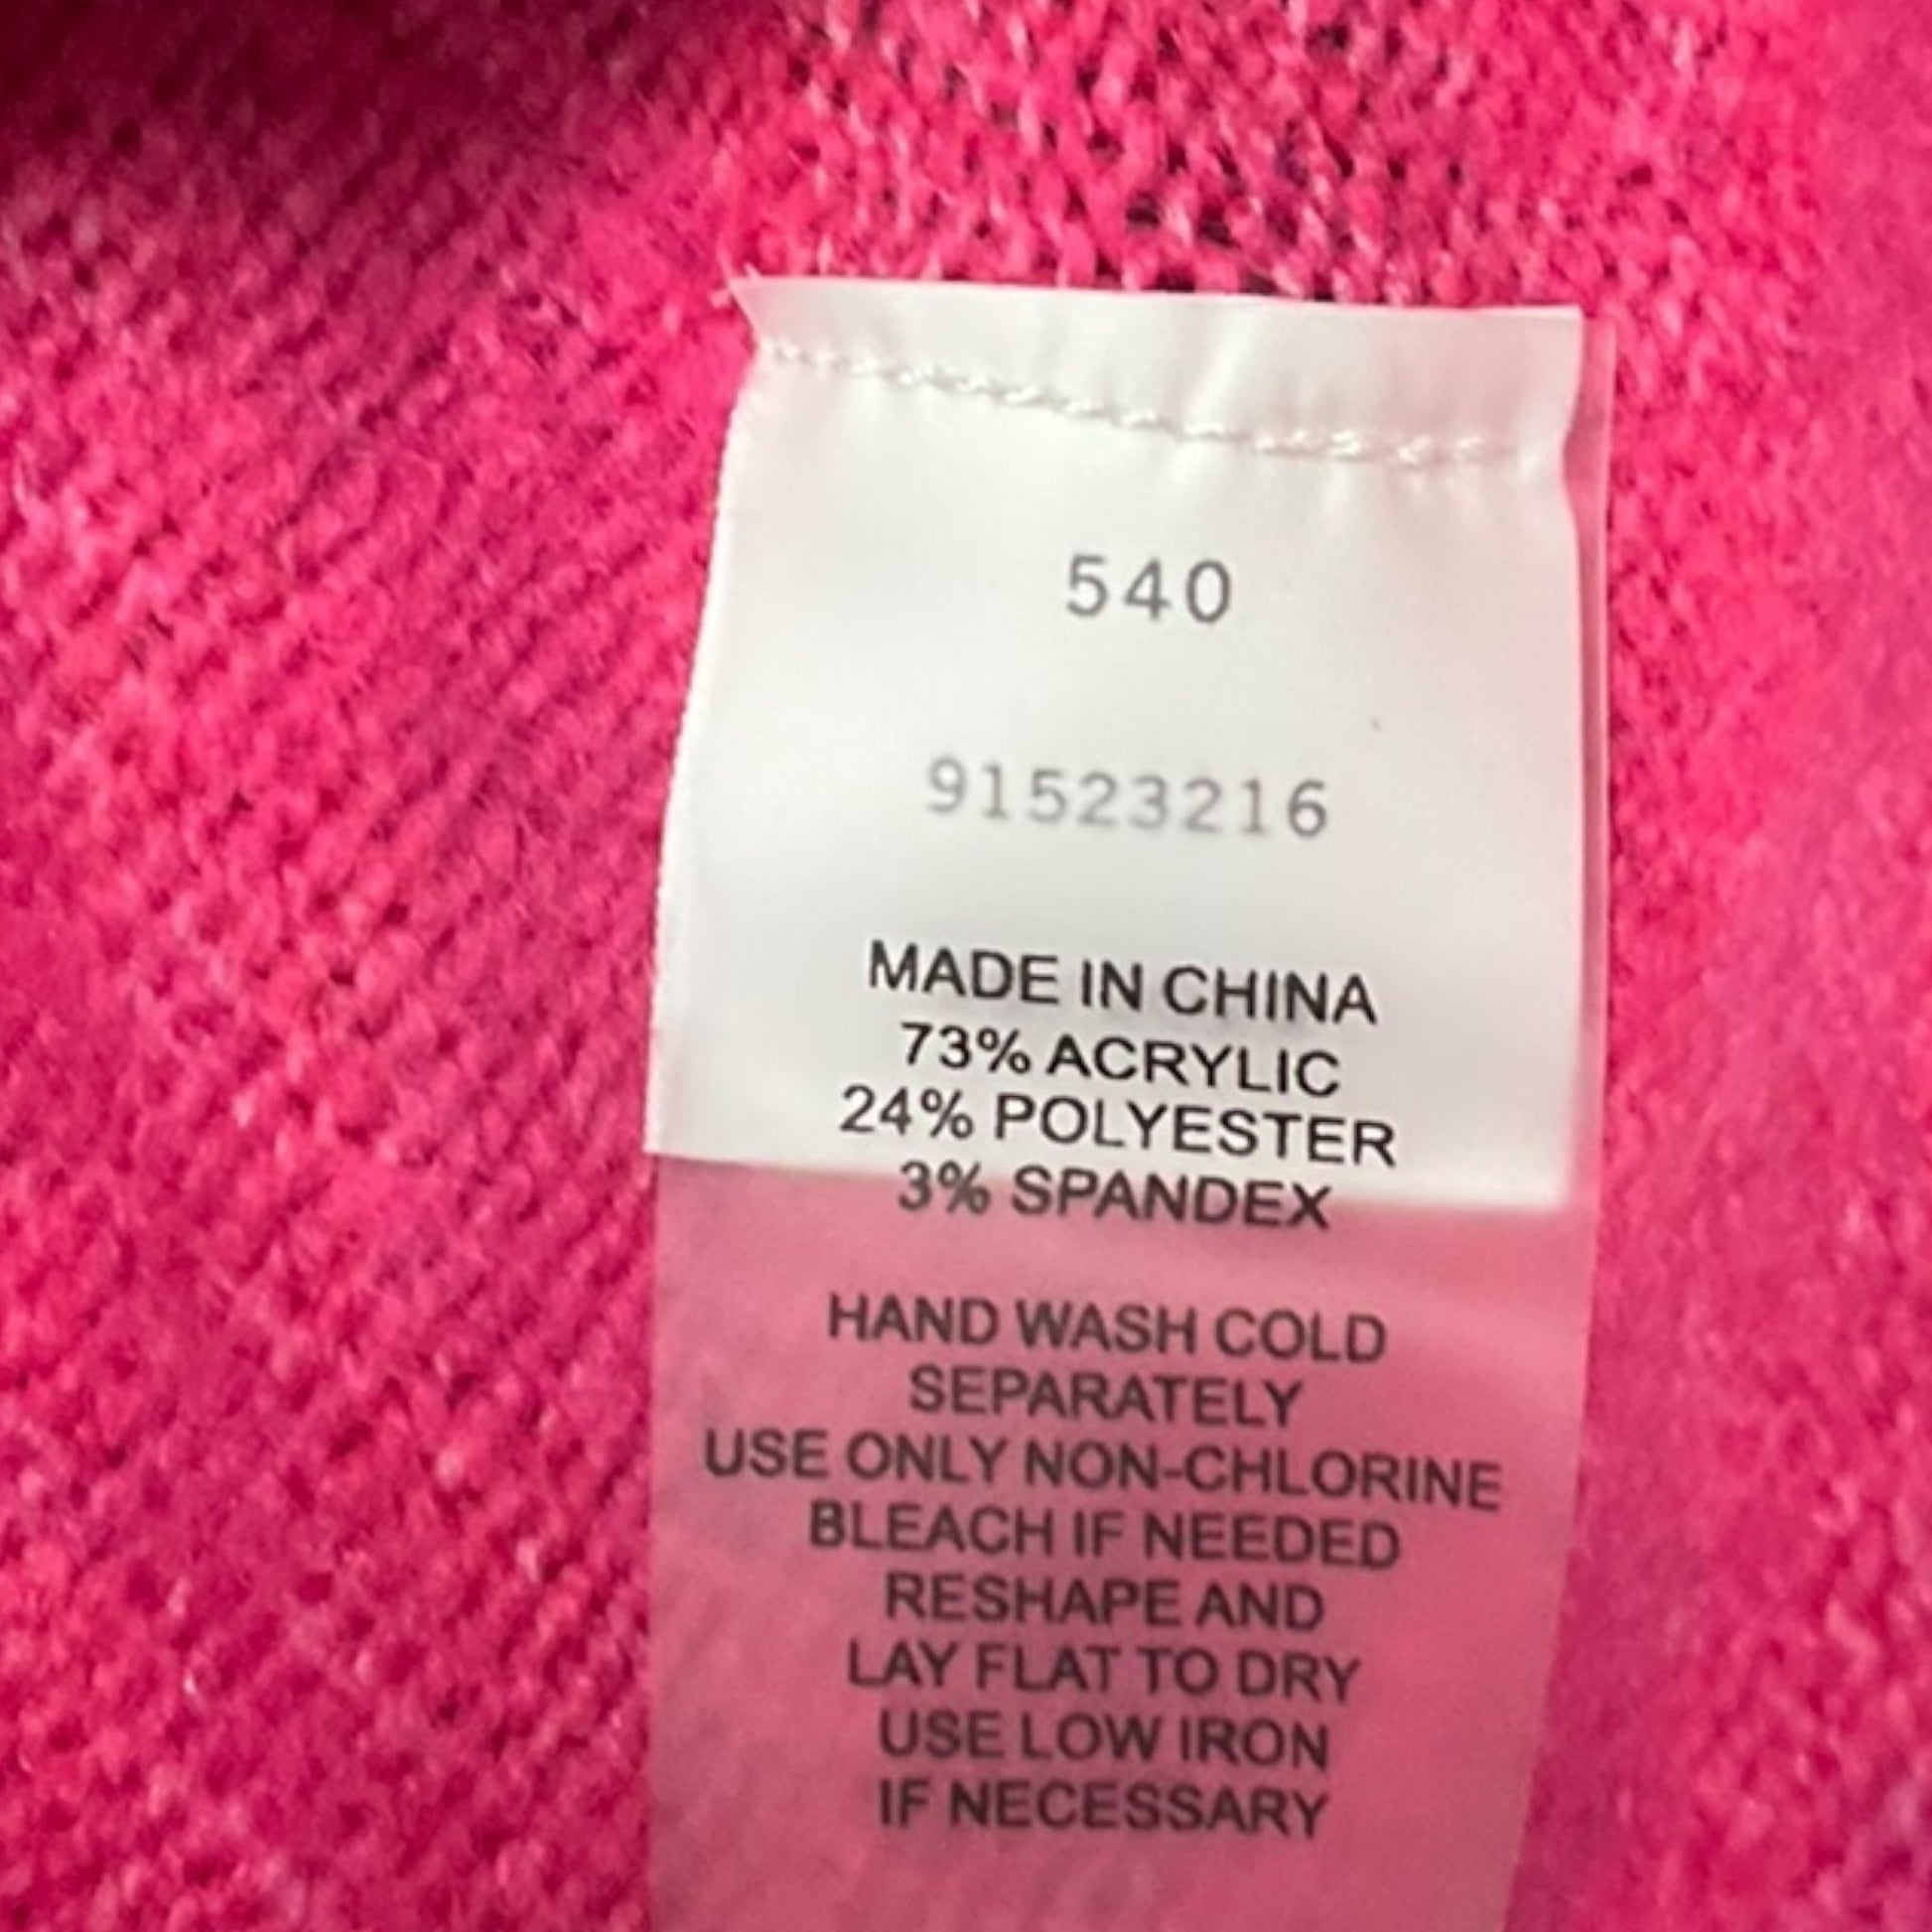 540
91523216
MADE IN CHINA
73% ACRYLIC
24% POLYESTER
3% SPANDEX
HAND WASH COLD
SEPARATELY
USE ONLY NON-CHLORINE
BLEACH IF NEEDED
RESHAPE AND
LAY FLAT TO DRY
USE LOW IRON
IF NECESSARY